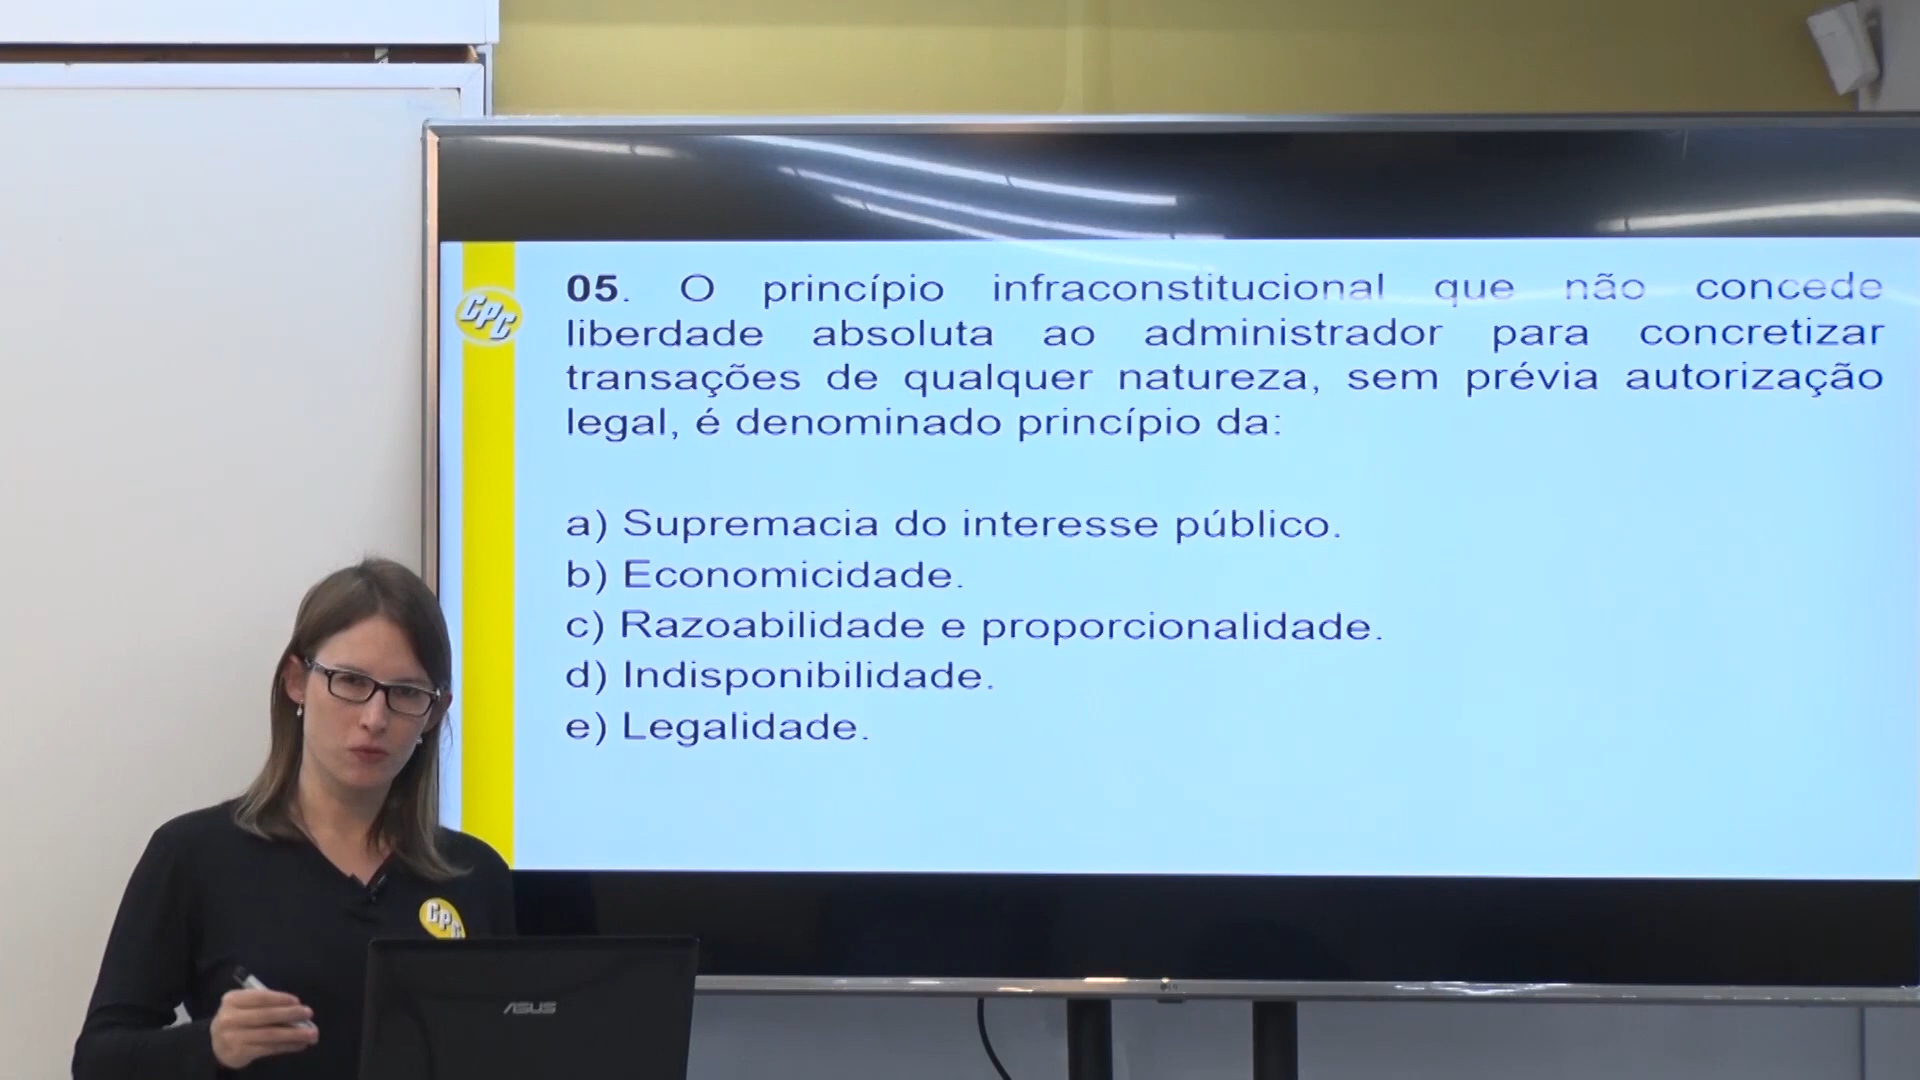 05. O princípio infraconstitucional que não concede
liberdade absoluta ao administrador para concretizar
transações de qualquer natureza, sem prévia autorização
legal, é denominado princípio da:
a) Supremacia do interesse público.
b) Economicidade.
c) Razoabilidade e proporcionalidade.
d) Indisponibilidade.
e) Legalidade.
CPC
CPC
ASUS
LG